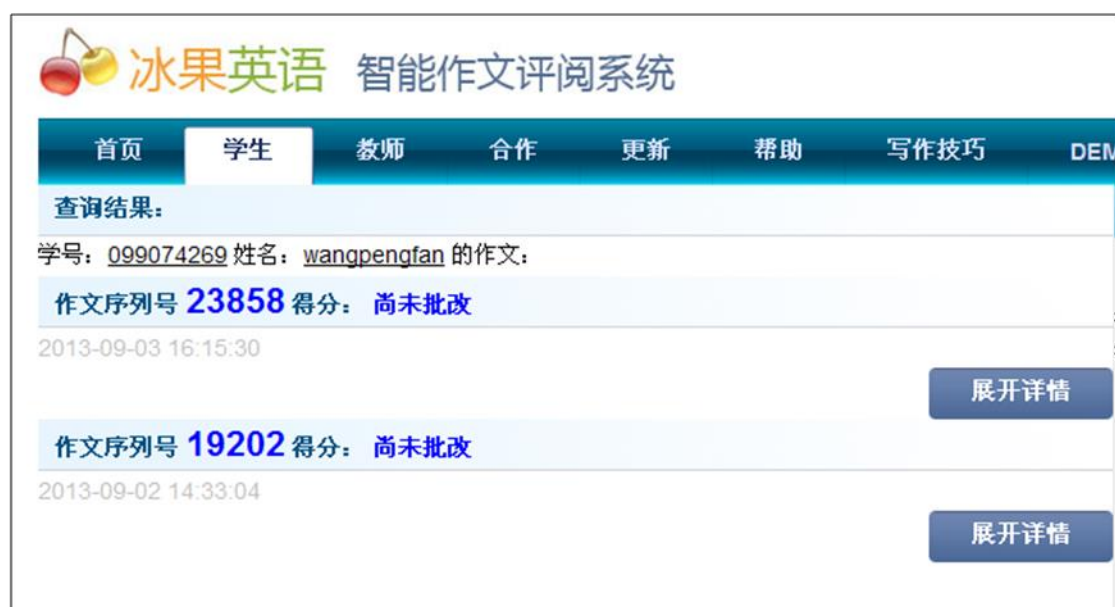 冰果英语 智能作文评阅系统
首页 学生 教师 合作 更新 帮助 写作技巧 DEM
查询结果：
学号：099074269 姓名：wangpengfan 的作文：
作文序列号 23858 得分： 尚未批改
2013-09-03 16:15:30
展开详情
作文序列号 19202 得分： 尚未批改
2013-09-02 14:33:04
展开详情